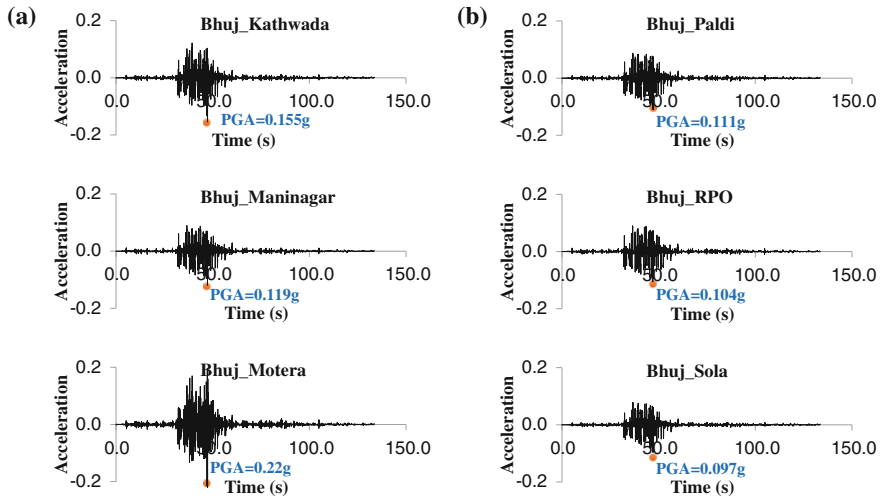 (a)
Bhuj_Kathwada
Acceleration
0.2
0.0
-0.2
0.0
50.0
100.0
150.0
PGA=0.155g
Time (s)
Bhuj_Maninagar
Acceleration
0.2
0.0
-0.2
0.0
50.0
100.0
150.0
PGA=0.119g
Time (s)
Bhuj_Motera
Acceleration
0.2
0.0
-0.2
0.0
50.0
100.0
150.0
PGA=0.22g
Time (s)
(b)
Bhuj_Paldi
Acceleration
0.2
0.0
-0.2
0.0
50.0
100.0
150.0
PGA=0.111g
Time (s)
Bhuj_RPO
Acceleration
0.2
0.0
-0.2
0.0
50.0
100.0
150.0
PGA=0.104g
Time (s)
Bhuj_Sola
Acceleration
0.2
0.0
-0.2
0.0
50.0
100.0
150.0
PGA=0.097g
Time (s)